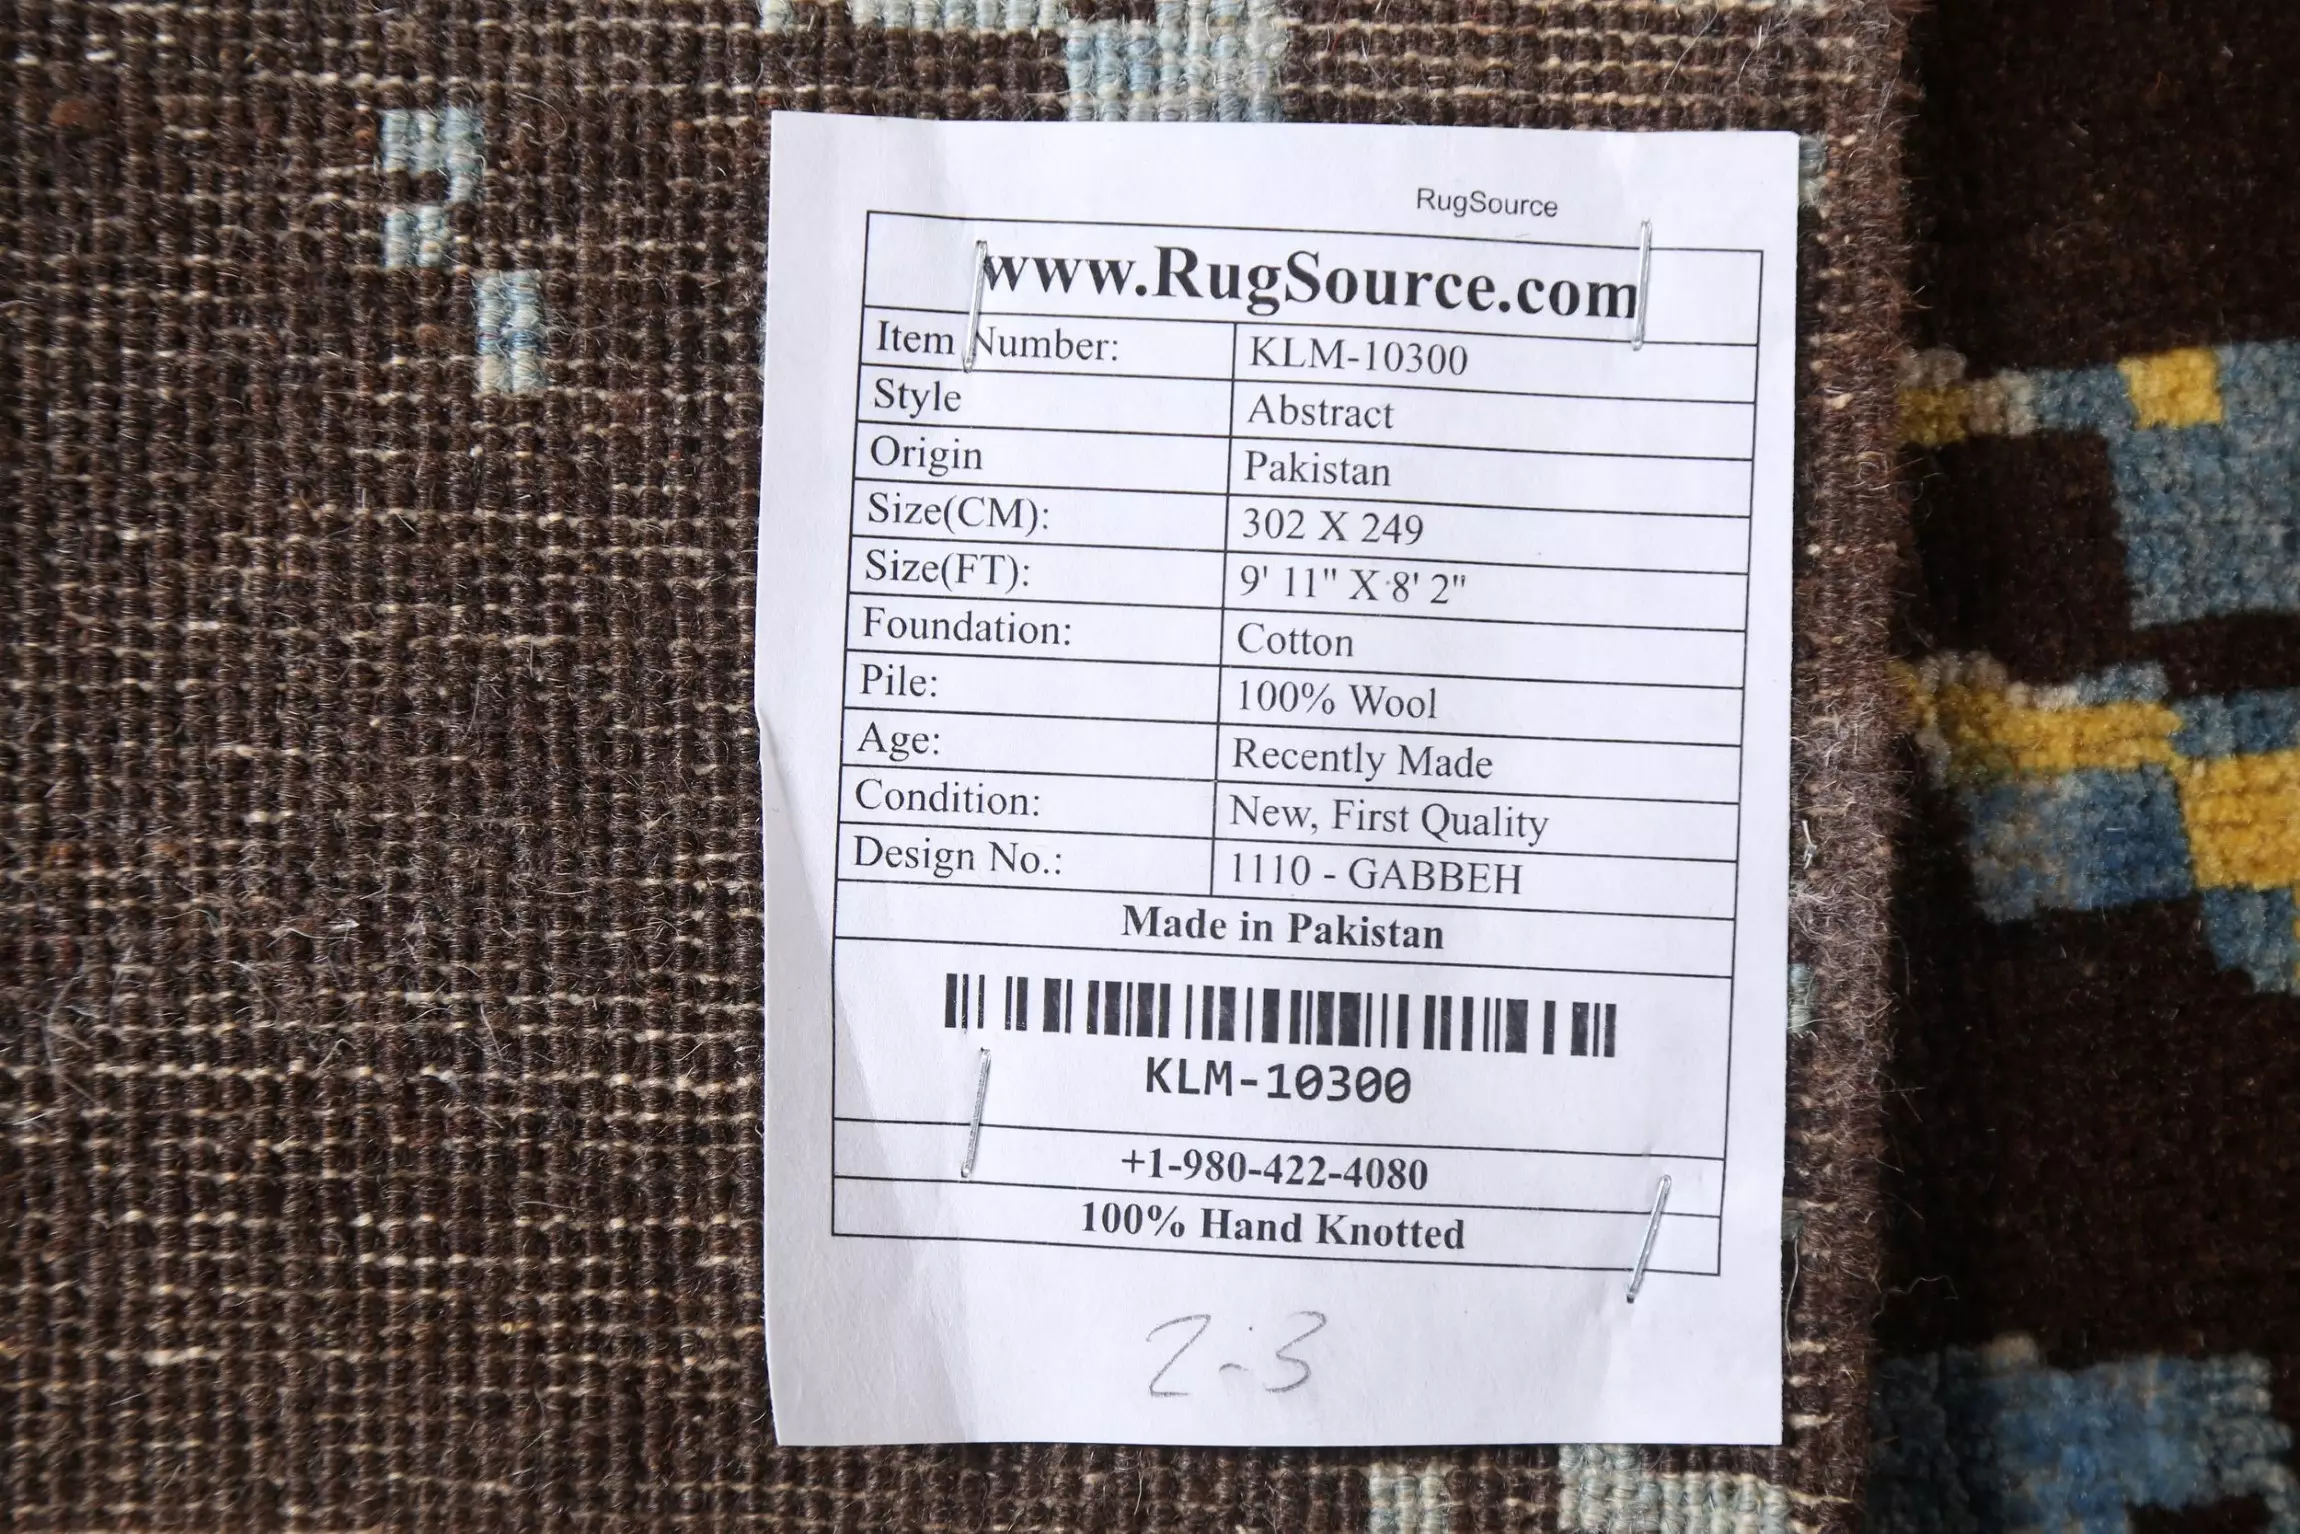 RugSource
www.RugSource.com
Item Number: KLM-10300
Style Abstract
Origin Pakistan
Size(CM): 302 X 249
Size(FT): 9' 11" X 8' 2"
Foundation: Cotton
Pile: 100% Wool
Age: Recently Made
Condition: New, First Quality
Design No.: 1110 - GABBEH
Made in Pakistan
KLM-10300
+1-980-422-4080
100% Hand Knotted
2-3